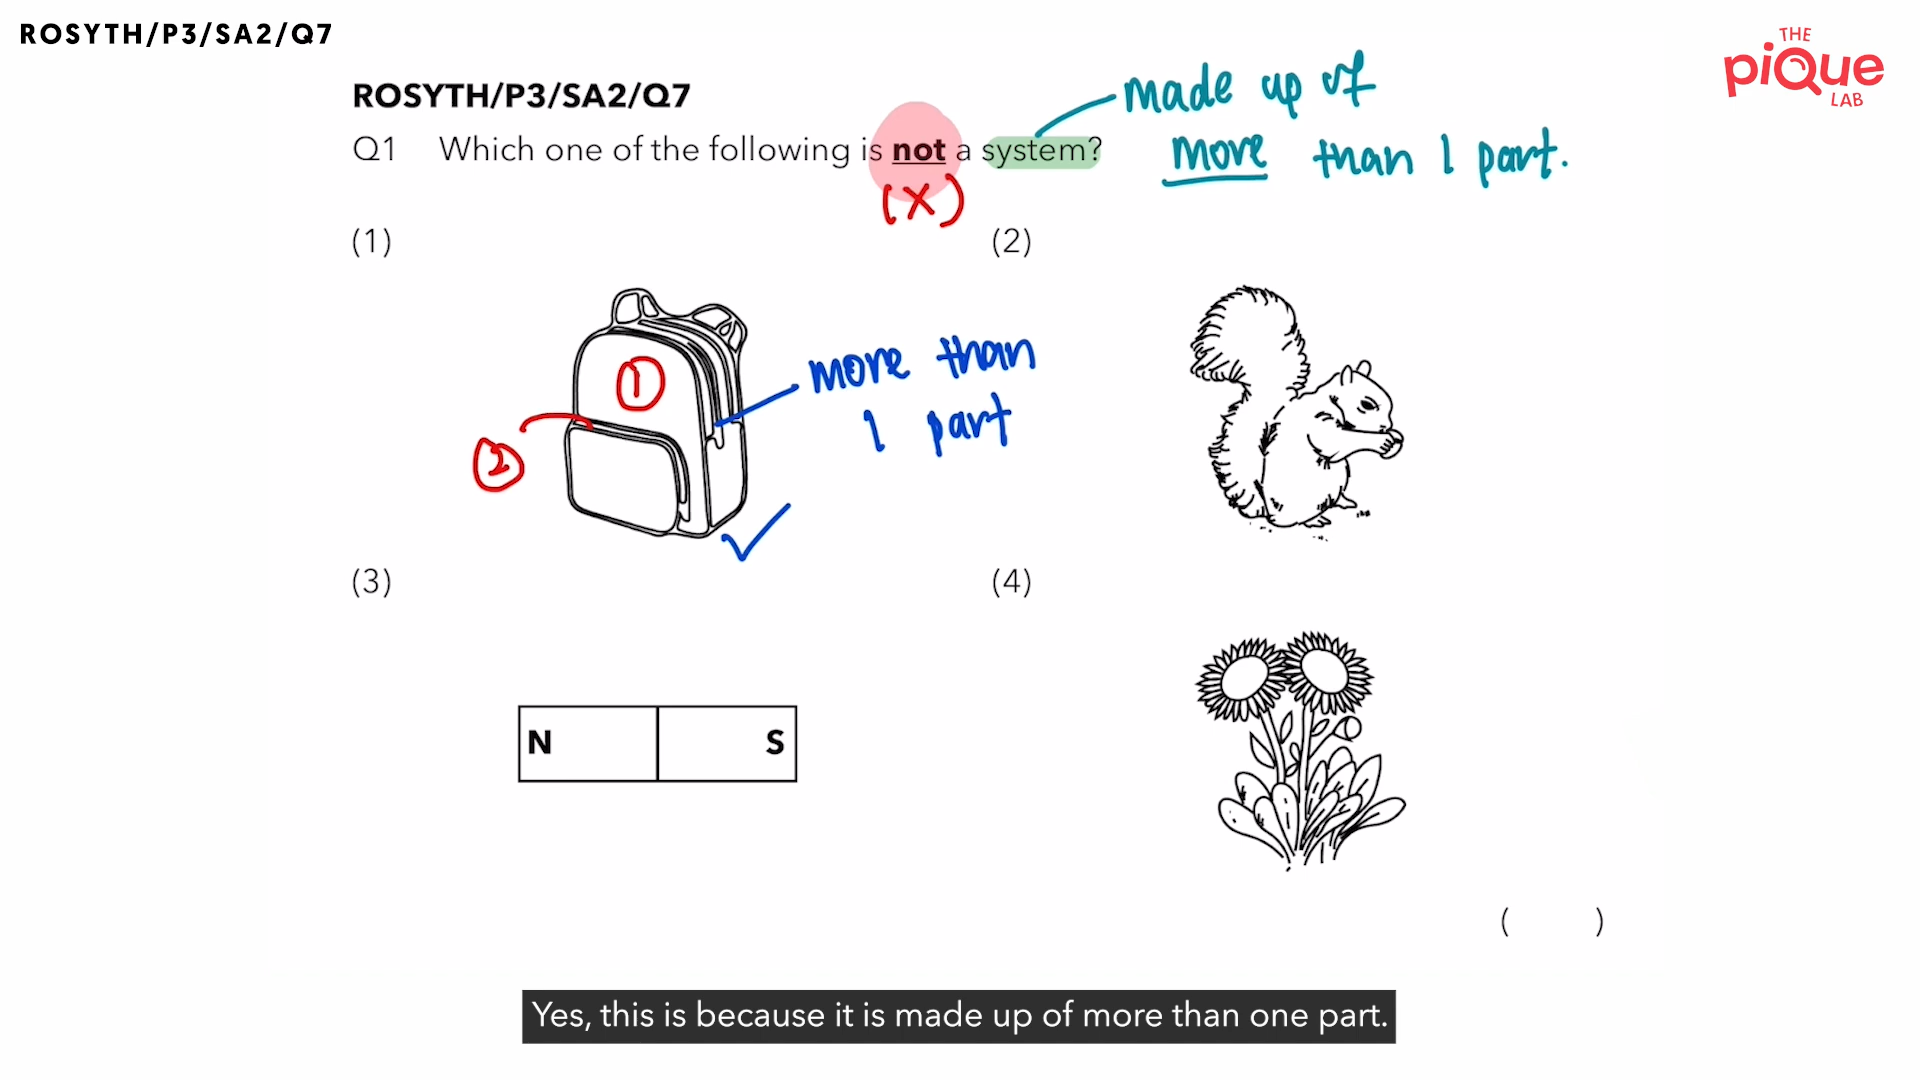 ROSYTH/P3/SA2/Q7
THE
piQue
LAB
ROSYTH/P3/SA2/Q7
made up of
Q1 Which one of the following is not a system?
more than 1 part.
(X)
(1)
(2)
1
more than
1 part
2
(3)
(4)
N S
( )
Yes, this is because it is made up of more than one part.